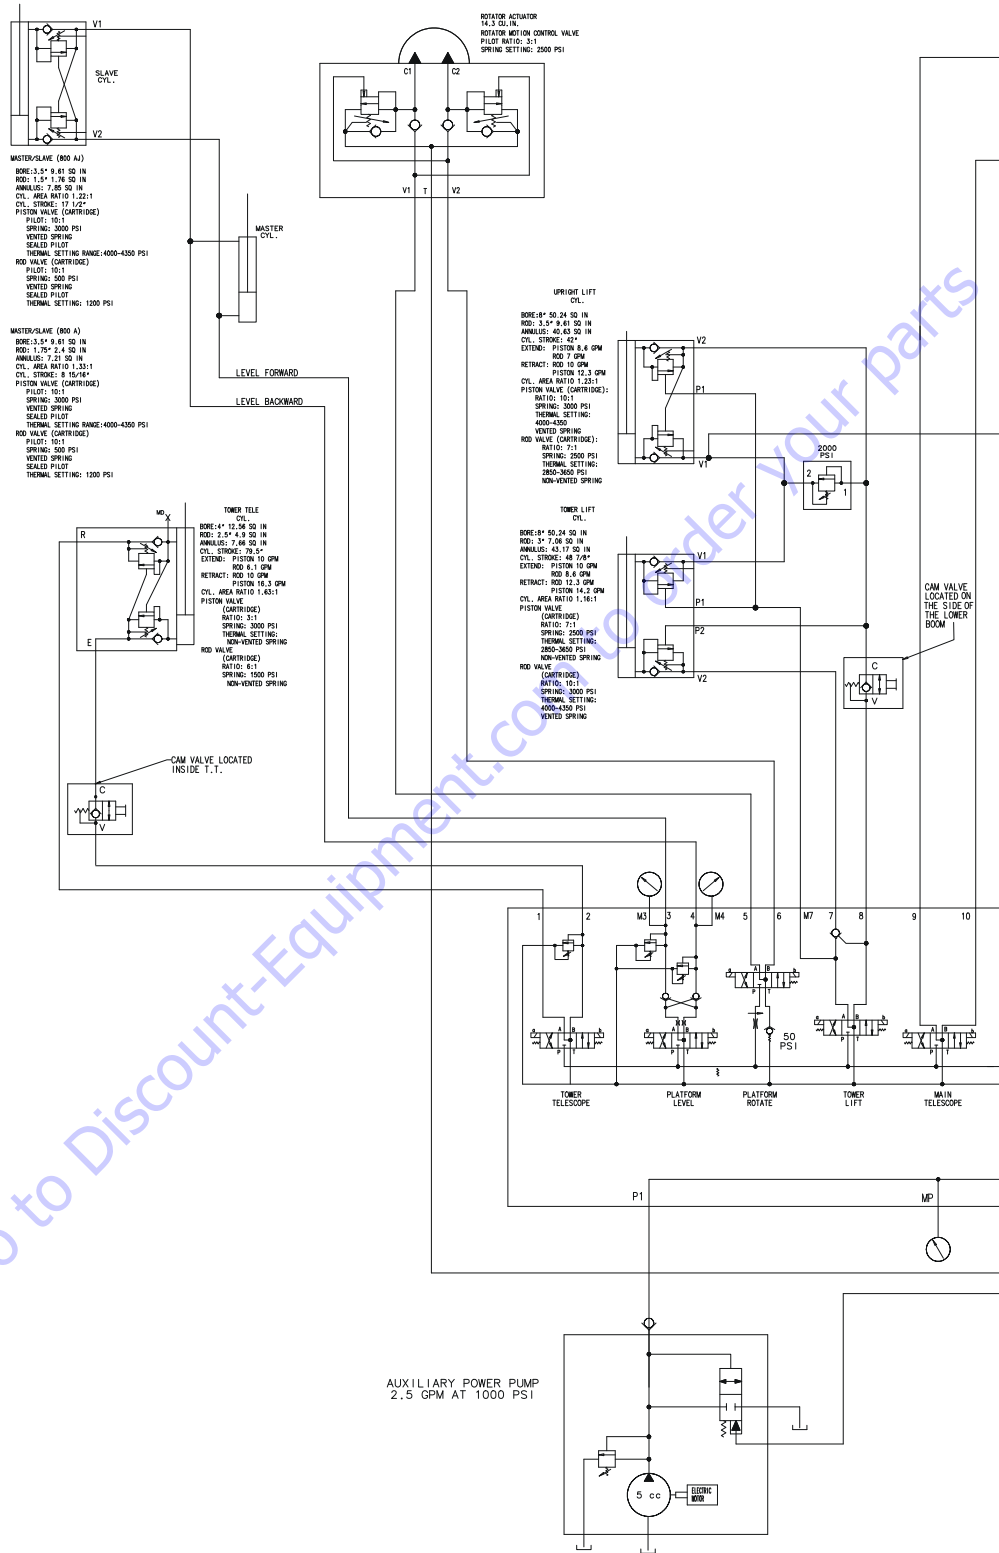 V1
SLAVE
CYL.
V2
MASTER/SLAVE (800 AJ)
BORE:3.5" 9.61 SQ IN
ROD: 1.5" 1.76 SQ IN
ANNULUS: 7.85 SQ IN
CYL. AREA RATIO 1.22:1
CYL. STROKE: 17 1/2"
PISTON VALVE (CARTRIDGE)
PILOT: 10:1
SPRING: 3000 PSI
VENTED SPRING
SEALED PILOT
THERMAL SETTING RANGE:4000-4350 PSI
ROD VALVE (CARTRIDGE)
PILOT: 10:1
SPRING: 500 PSI
VENTED SPRING
SEALED PILOT
THERMAL SETTING: 1200 PSI
MASTER/SLAVE (800 A)
BORE:3.5" 9.61 SQ IN
ROD: 1.75" 2.4 SQ IN
ANNULUS: 7.21 SQ IN
CYL. AREA RATIO 1.33:1
CYL. STROKE: 8 15/16"
PISTON VALVE (CARTRIDGE)
PILOT: 10:1
SPRING: 3000 PSI
VENTED SPRING
SEALED PILOT
THERMAL SETTING RANGE:4000-4350 PSI
ROD VALVE (CARTRIDGE)
PILOT: 10:1
SPRING: 500 PSI
VENTED SPRING
SEALED PILOT
THERMAL SETTING: 1200 PSI
ROTATOR ACTUATOR
14.3 CU.IN.
ROTATOR MOTION CONTROL VALVE
PILOT RATIO: 3:1
SPRING SETTING: 2500 PSI
C1 C2
V1 T V2
MASTER
CYL.
LEVEL FORWARD
LEVEL BACKWARD
UPRIGHT LIFT
CYL.
BORE:8" 50.24 SQ IN
ROD: 3.5" 9.61 SQ IN
ANNULUS: 40.63 SQ IN
CYL. STROKE: 42"
EXTEND: PISTON 8.6 GPM
ROD 7 GPM
RETRACT: ROD 10 GPM
PISTON 12.3 GPM
CYL. AREA RATIO 1.23:1
PISTON VALVE (CARTRIDGE):
RATIO: 10:1
SPRING: 3000 PSI
THERMAL SETTING:
4000-4350
VENTED SPRING
ROD VALVE (CARTRIDGE):
RATIO: 7:1
SPRING: 2500 PSI
THERMAL SETTING:
2850-3650 PSI
NON-VENTED SPRING
V2
P1
V1
2000
PSI
2
1
TOWER TELE
CYL.
BORE:4" 12.56 SQ IN
ROD: 2.5" 4.9 SQ IN
ANNULUS: 7.66 SQ IN
CYL. STROKE: 79.5"
EXTEND: PISTON 10 GPM
ROD 6.1 GPM
RETRACT: ROD 10 GPM
PISTON 16.3 GPM
CYL. AREA RATIO 1.63:1
PISTON VALVE
(CARTRIDGE)
RATIO: 3:1
SPRING: 3000 PSI
THERMAL SETTING:
NON-VENTED SPRING
ROD VALVE
(CARTRIDGE)
RATIO: 6:1
SPRING: 1500 PSI
NON-VENTED SPRING
MD
R
E
TOWER LIFT
CYL.
BORE:8" 50.24 SQ IN
ROD: 3" 7.06 SQ IN
ANNULUS: 43.17 SQ IN
CYL. STROKE: 48 7/8"
EXTEND: PISTON 10 GPM
ROD 8.6 GPM
RETRACT: ROD 12.3 GPM
PISTON 14.2 GPM
CYL. AREA RATIO 1.16:1
PISTON VALVE
(CARTRIDGE)
RATIO: 7:1
SPRING: 2500 PSI
THERMAL SETTING:
2850-3650 PSI
NON-VENTED SPRING
ROD VALVE
(CARTRIDGE)
RATIO: 10:1
SPRING: 3000 PSI
THERMAL SETTING:
4000-4350 PSI
VENTED SPRING
V1
P1
P2
V2
CAM VALVE
LOCATED ON
THE SIDE OF
THE LOWER
BOOM
C
V
CAM VALVE LOCATED
INSIDE T.T.
C
V
1 2 M3 3 4 M4 5 6 M7 7 8 9 10
a A B b P T
a A B b P T
a A B b P T
a A B b P T
a A B b P T
50
PSI
TOWER
TELESCOPE
PLATFORM
LEVEL
PLATFORM
ROTATE
TOWER
LIFT
MAIN
TELESCOPE
P1
MP
AUXILIARY POWER PUMP
2.5 GPM AT 1000 PSI
5 cc
ELECTRIC
MOTOR
to Discount-Equipment.com to order your parts